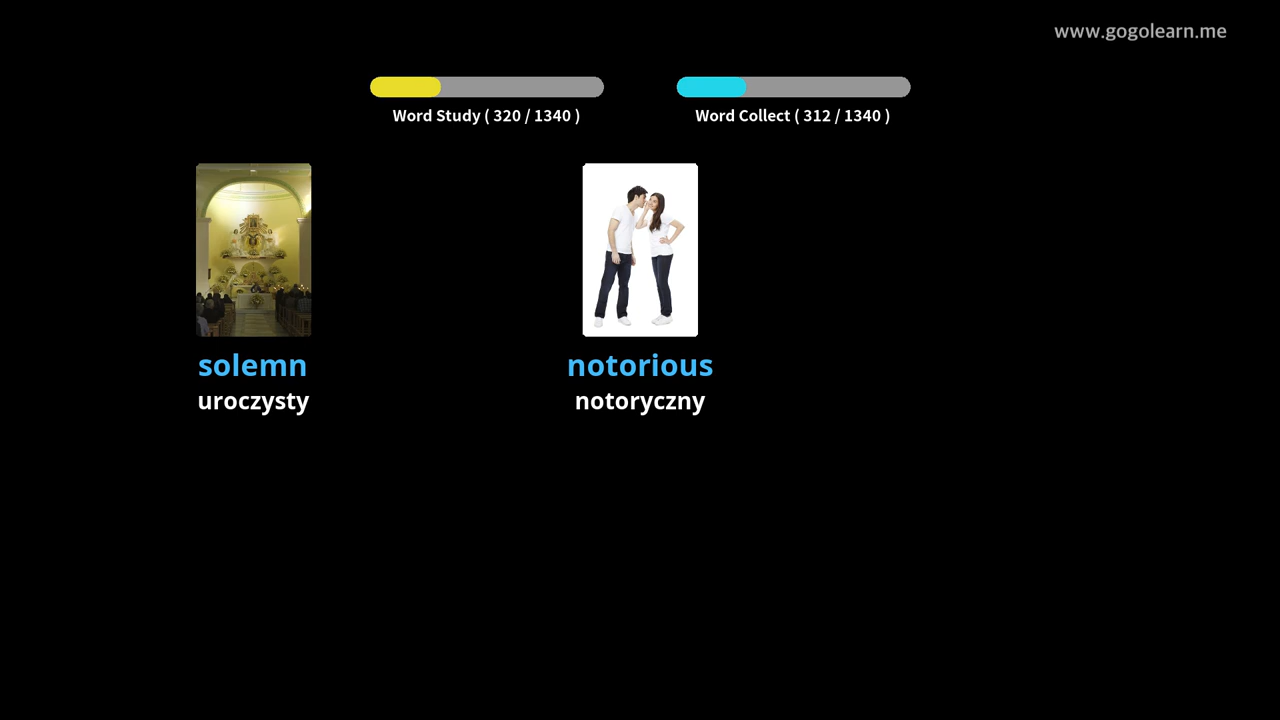 www.gogolearn.me
Word Study ( 320 / 1340 )
Word Collect ( 312 / 1340 )
solemn
uroczysty
notorious
notoryczny